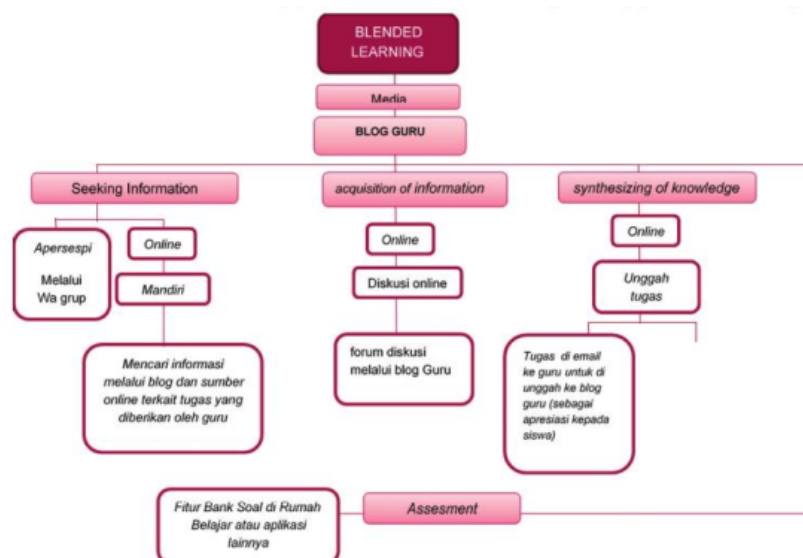 BLENDED
LEARNING
Media
BLOG GURU
Seeking Information
acquisition of information
synthesizing of knowledge
Apersespi
Melalui
Wa grup
Online
Mandiri
Mencari informasi
melalui blog dan sumber
online terkait tugas yang
diberikan oleh guru
Online
Diskusi online
forum diskusi
melalui blog Guru
Online
Unggah
tugas
Tugas di email
ke guru untuk di
unggah ke blog
guru (sebagai
apresiasi kepada
siswa)
Fitur Bank Soal di Rumah
Belajar atau aplikasi
lainnya
Assesment